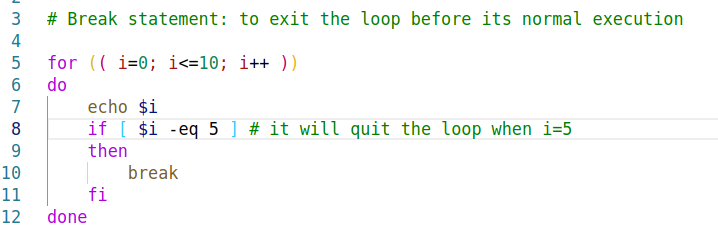 3 # Break statement: to exit the loop before its normal execution
4
5 for (( i=0; i<=10; i++ ))
6 do
7     echo $i
8     if [ $i -eq 5 ] # it will quit the loop when i=5
9     then
10         break
11     fi
12 done